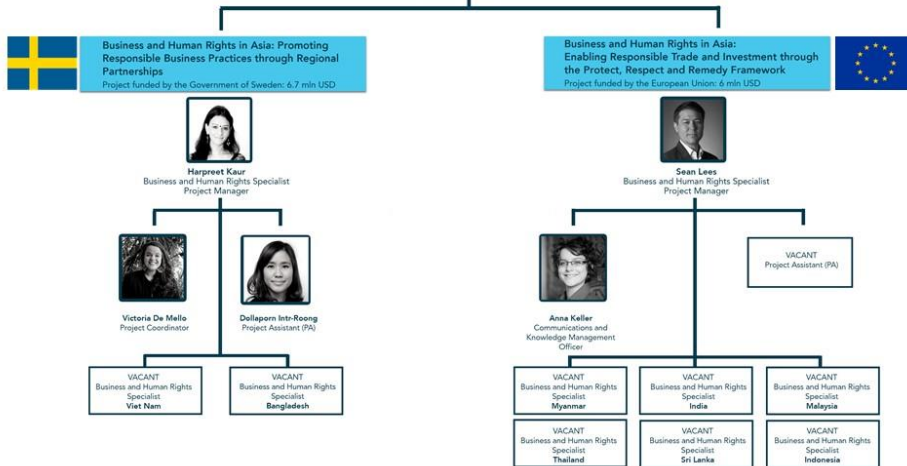 Business and Human Rights in Asia: Promoting
Responsible Business Practices through Regional
Partnerships
Project funded by the Government of Sweden: 6.7 mln USD
Business and Human Rights in Asia:
Enabling Responsible Trade and Investment through
the Protect, Respect and Remedy Framework
Project funded by the European Union: 6 mln USD
Harpreet Kaur
Business and Human Rights Specialist
Project Manager
Sean Lees
Business and Human Rights Specialist
Project Manager
Victoria De Mello
Project Coordinator
Dollaporn Intr-Roong
Project Assistant (PA)
Anna Keller
Communications and
Knowledge Management
Officer
VACANT
Project Assistant (PA)
VACANT
Business and Human Rights
Specialist
Viet Nam
VACANT
Business and Human Rights
Specialist
Bangladesh
VACANT
Business and Human Rights
Specialist
Myanmar
VACANT
Business and Human Rights
Specialist
India
VACANT
Business and Human Rights
Specialist
Malaysia
VACANT
Business and Human Rights
Specialist
Thailand
VACANT
Business and Human Rights
Specialist
Sri Lanka
VACANT
Business and Human Rights
Specialist
Indonesia